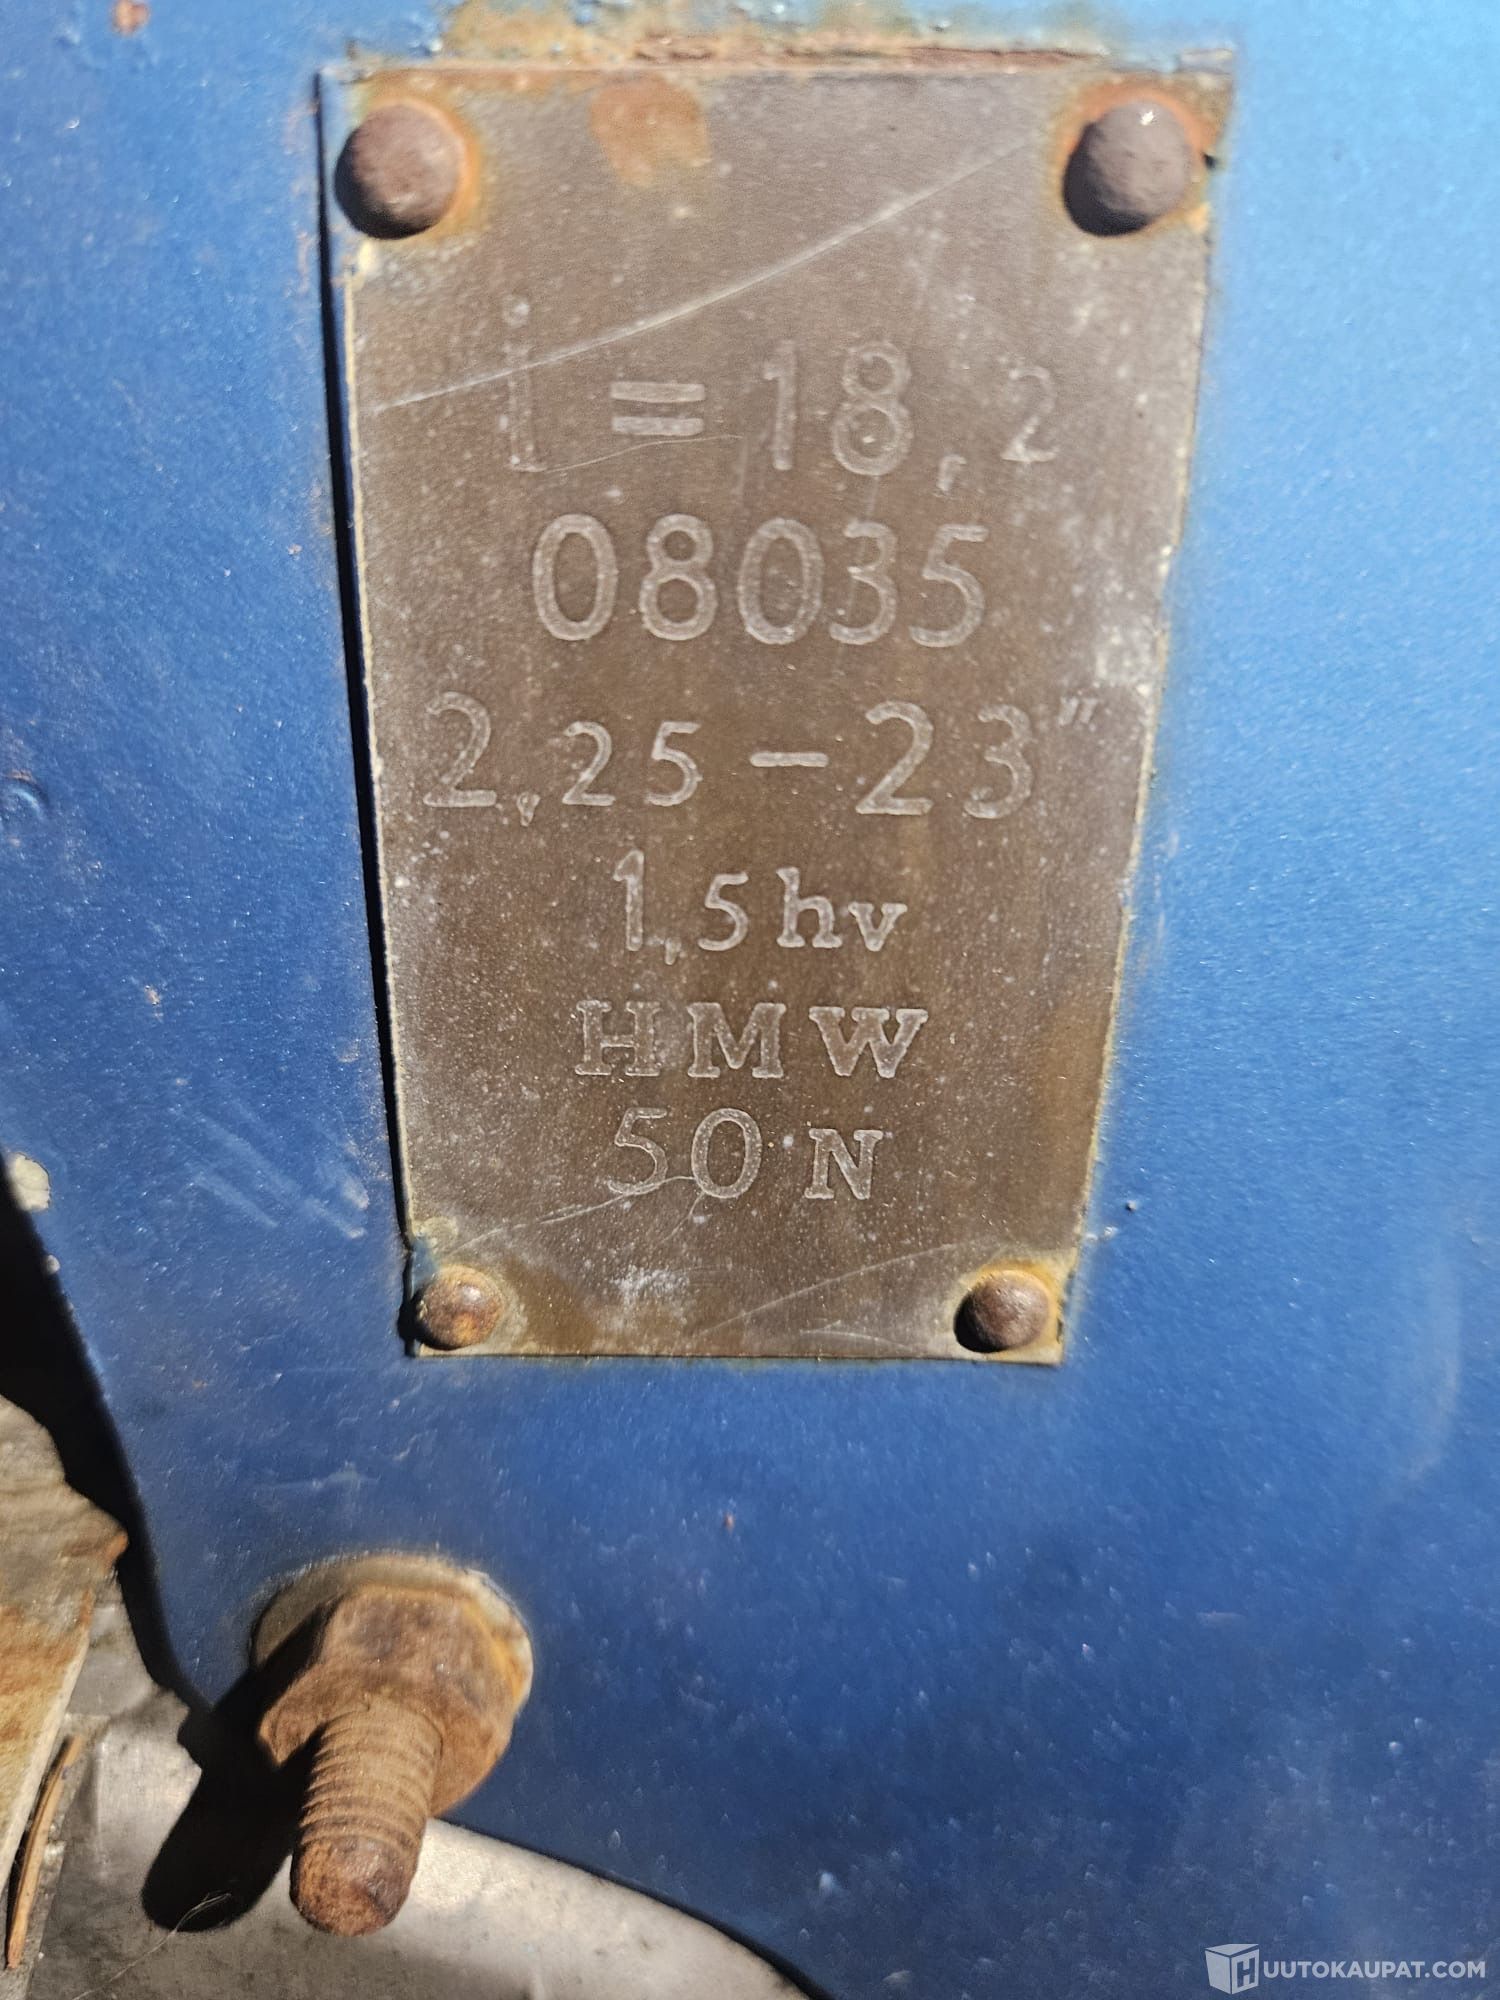 i = 18,2
08035
2,25-23"
1,5 hv
HMW
50 N
HUUTOKAUPAT.COM